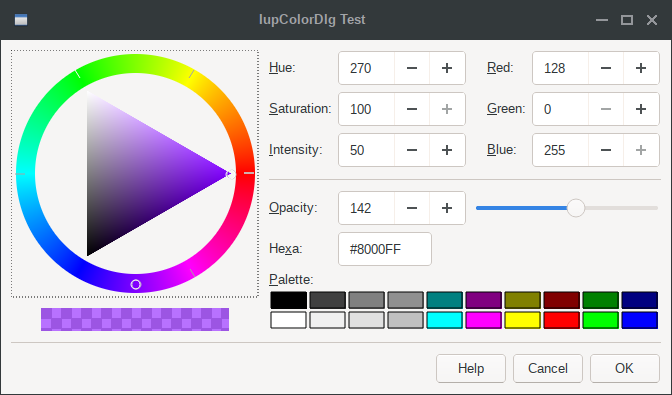 IupColorDlg Test
Hue: 270 Red: 128
Saturation: 100 Green: 0
Intensity: 50 Blue: 255
Opacity: 142
Hexa: #8000FF
Palette:
Help Cancel OK